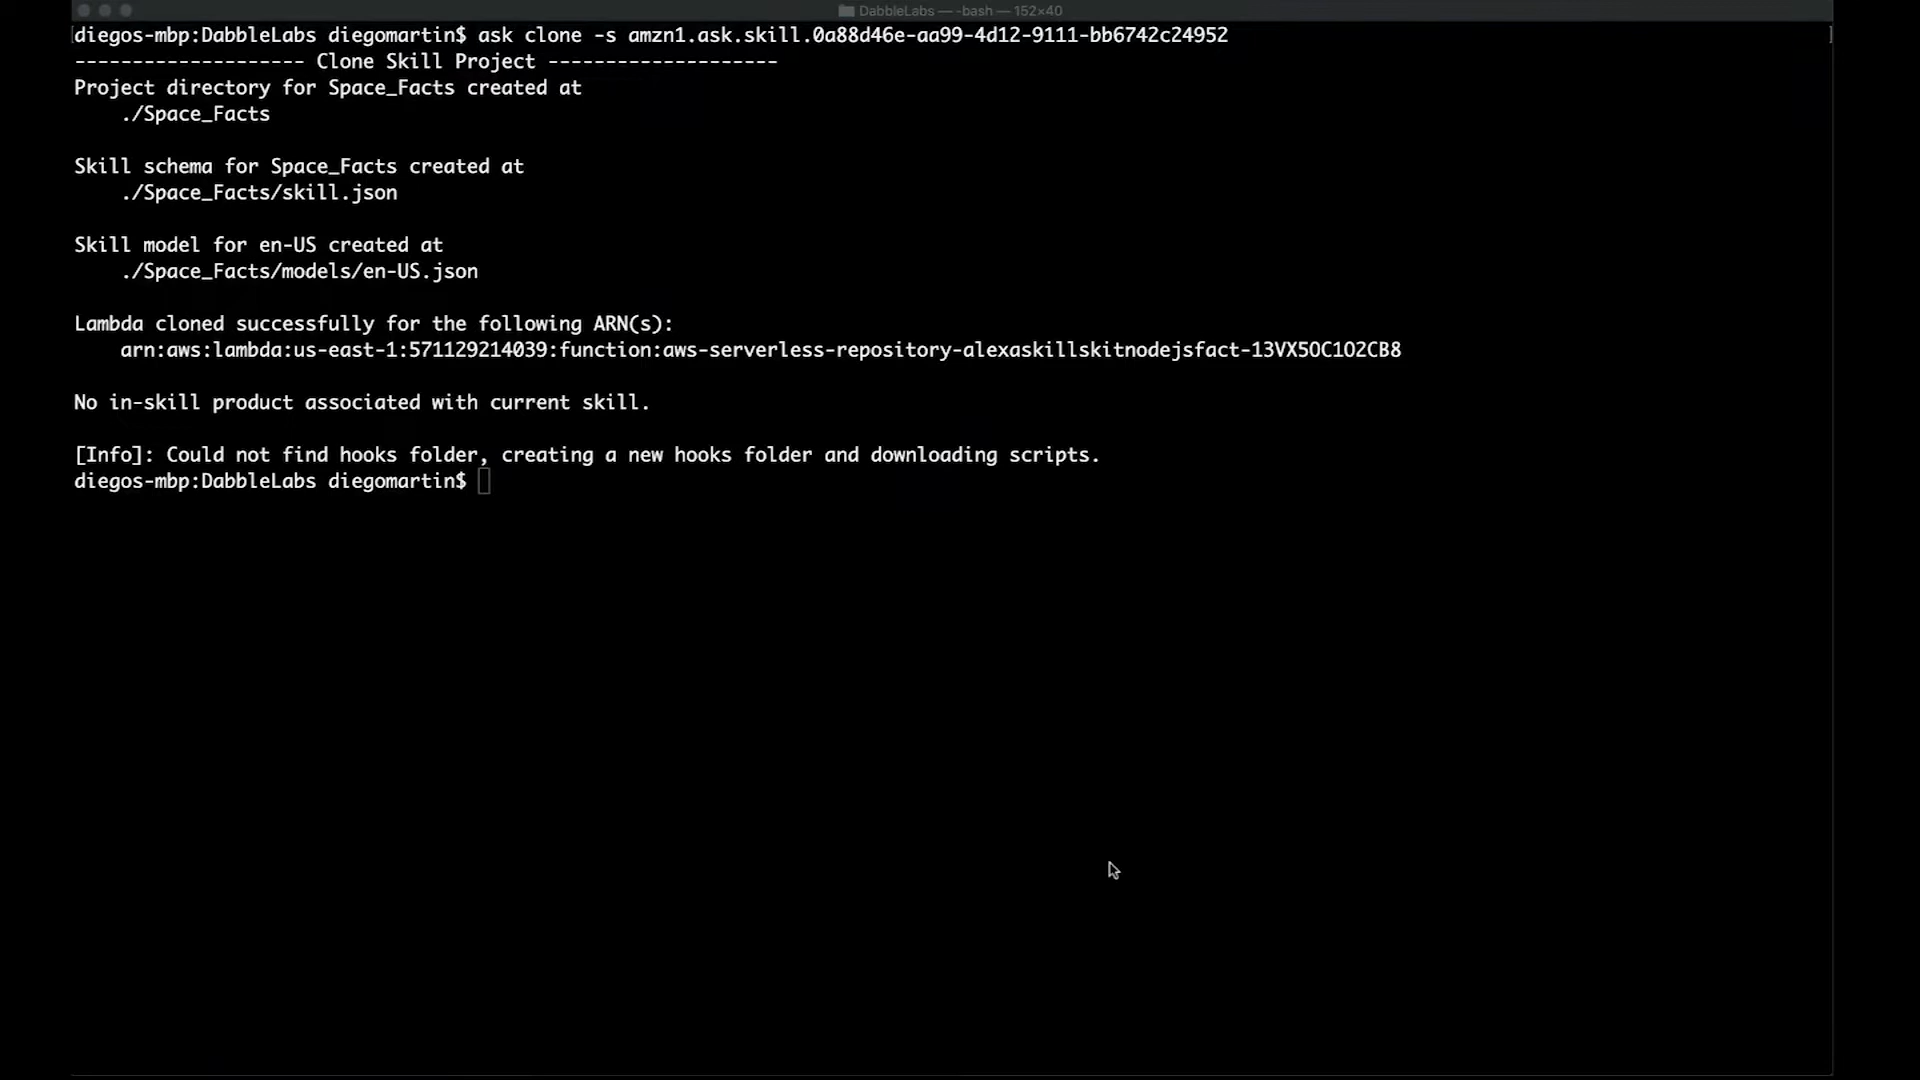 DabbleLabs — -bash — 152×40
diegos-mbp:DabbleLabs diegomartin$ ask clone -s amzn1.ask.skill.0a88d46e-aa99-4d12-9111-bb6742c24952
-------------------- Clone Skill Project --------------------
Project directory for Space_Facts created at
./Space_Facts
Skill schema for Space_Facts created at
./Space_Facts/skill.json
Skill model for en-US created at
./Space_Facts/models/en-US.json
Lambda cloned successfully for the following ARN(s):
arn:aws:lambda:us-east-1:571129214039:function:aws-serverless-repository-alexaskillskitnodejsfact-13VX5OC1O2CB8
No in-skill product associated with current skill.
[Info]: Could not find hooks folder, creating a new hooks folder and downloading scripts.
diegos-mbp:DabbleLabs diegomartin$